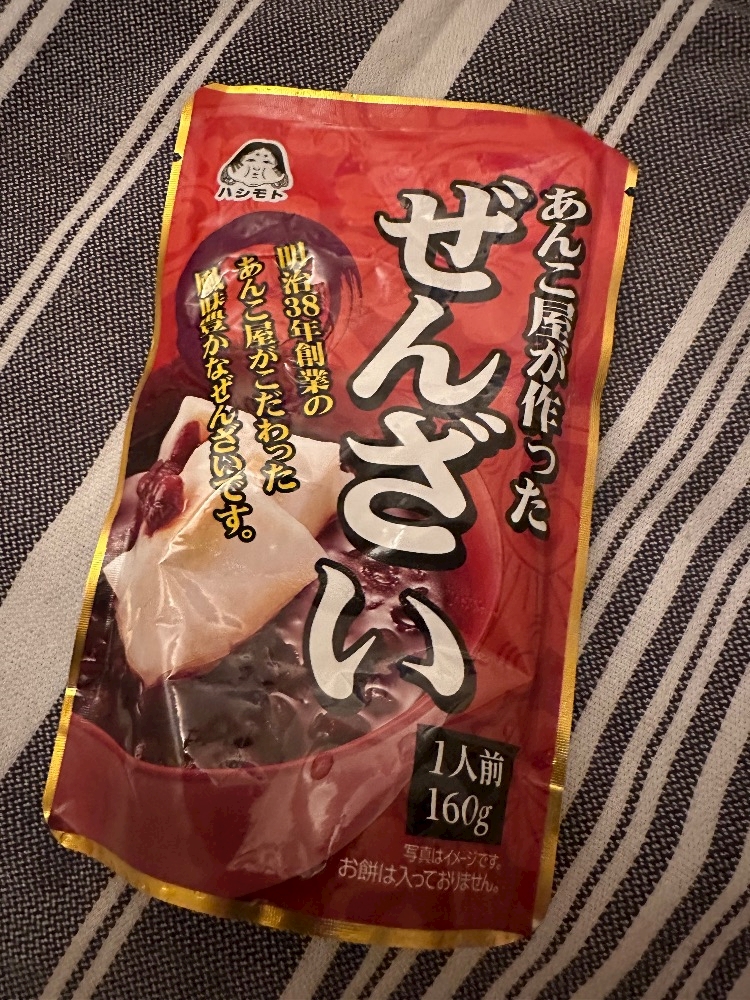 ハシモト
あんこ屋が作った
ぜんざい
明治38年創業の
あんこ屋がこだわった
風味豊かなぜんざいです。
1人前
160g
写真はイメージです。
お餅は入っておりません。